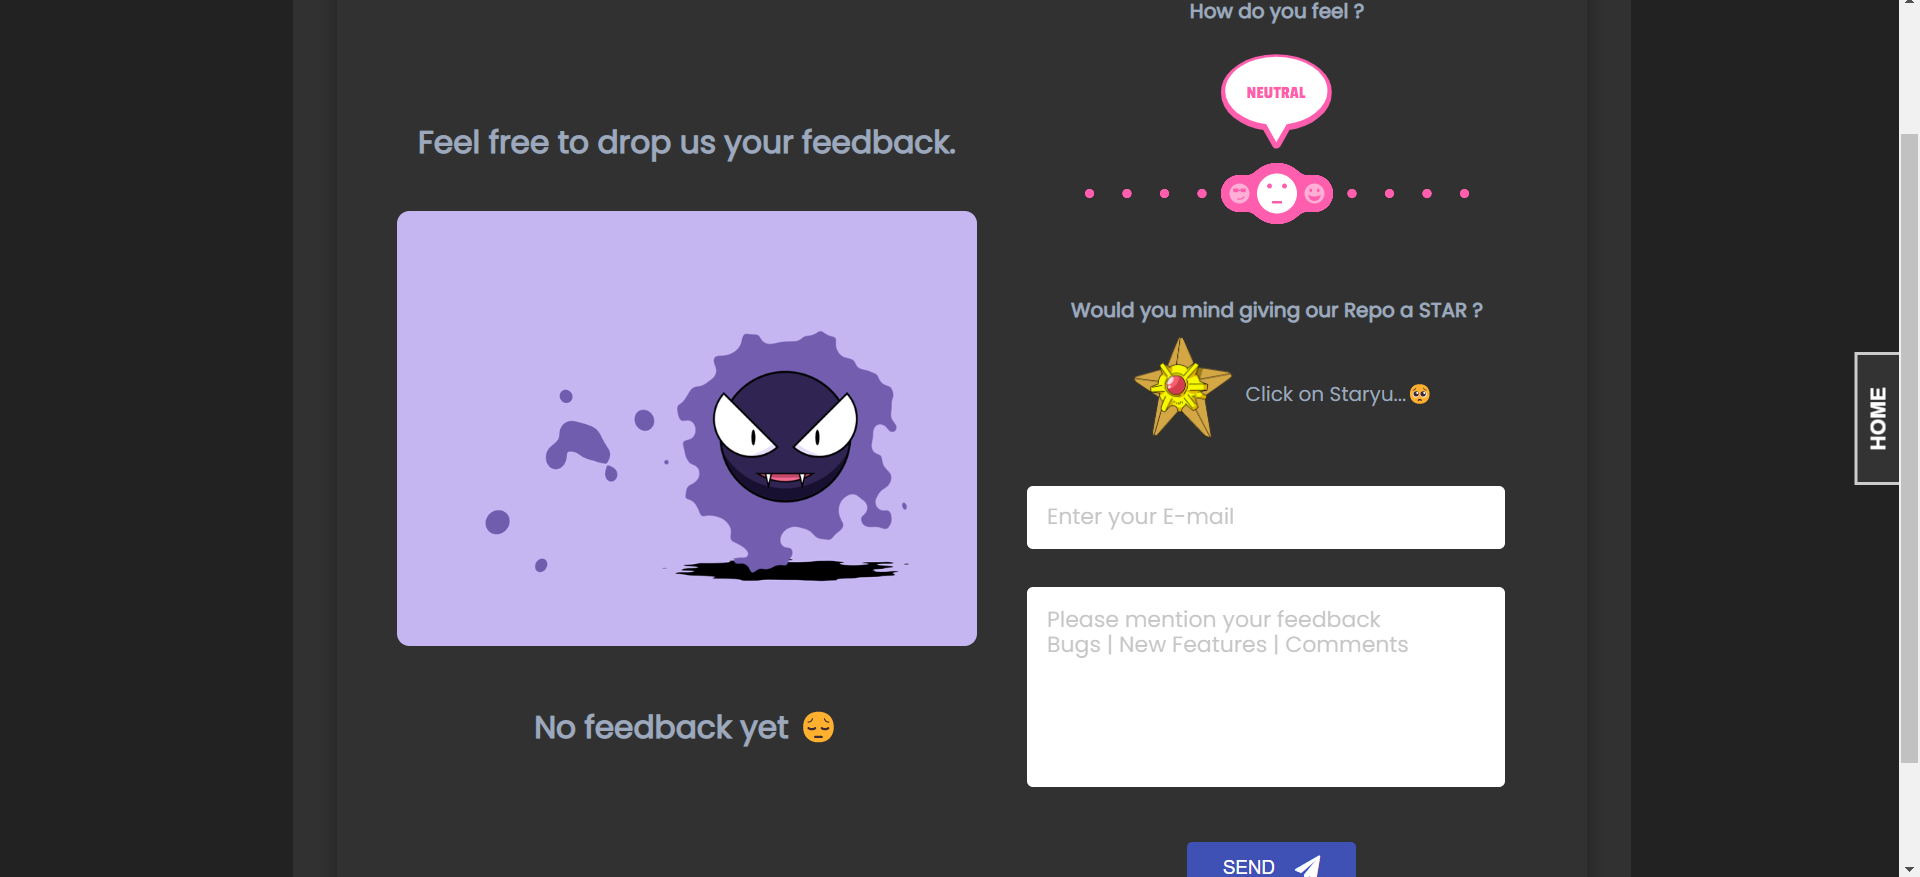 How do you feel ?
NEUTRAL
Feel free to drop us your feedback.
Would you mind giving our Repo a STAR ?
Click on Staryu...🥺
HOME
Enter your E-mail
Please mention your feedback
Bugs | New Features | Comments
No feedback yet 😔
SEND